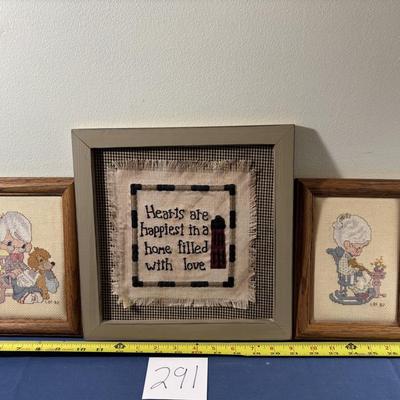 Hearts are
happiest in a
home filled
with love
291